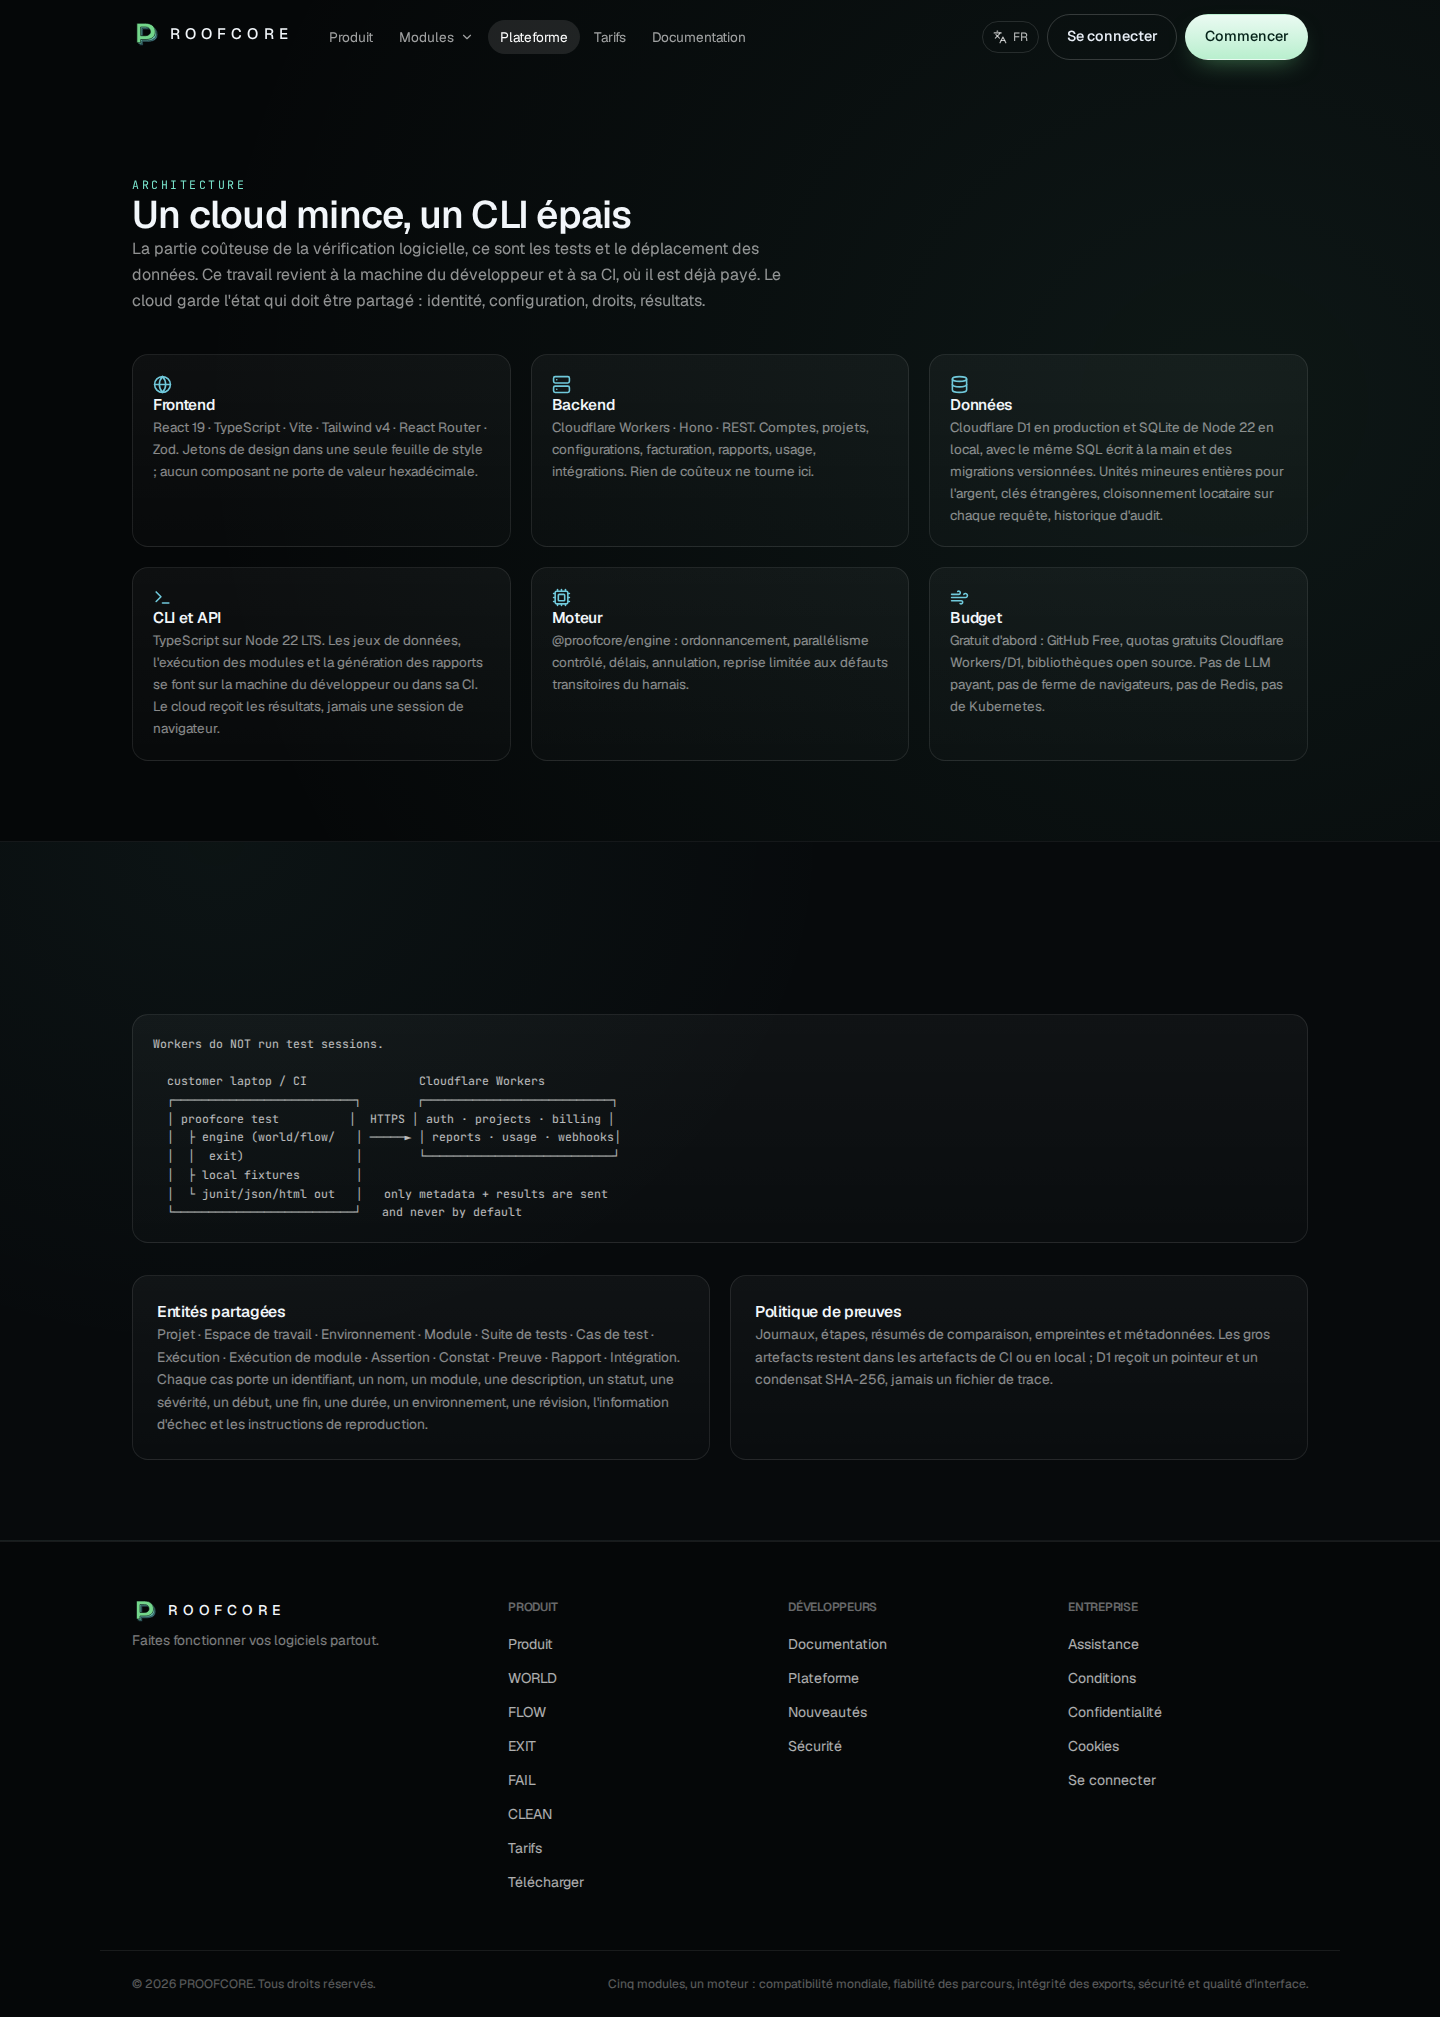 ROOFCORE
Produit
Modules
Plateforme
Tarifs
Documentation
FR
Se connecter
Commencer
ARCHITECTURE
Un cloud mince, un CLI épais
La partie coûteuse de la vérification logicielle, ce sont les tests et le déplacement des
données. Ce travail revient à la machine du développeur et à sa CI, où il est déjà payé. Le
cloud garde l'état qui doit être partagé : identité, configuration, droits, résultats.
Frontend
React 19 · TypeScript · Vite · Tailwind v4 · React Router ·
Zod. Jetons de design dans une seule feuille de style
; aucun composant ne porte de valeur hexadécimale.
Backend
Cloudflare Workers · Hono · REST. Comptes, projets,
configurations, facturation, rapports, usage,
intégrations. Rien de coûteux ne tourne ici.
Données
Cloudflare D1 en production et SQLite de Node 22 en
local, avec le même SQL écrit à la main et des
migrations versionnées. Unités mineures entières pour
l'argent, clés étrangères, cloisonnement locataire sur
chaque requête, historique d'audit.
CLI et API
TypeScript sur Node 22 LTS. Les jeux de données,
l'exécution des modules et la génération des rapports
se font sur la machine du développeur ou dans sa CI.
Le cloud reçoit les résultats, jamais une session de
navigateur.
Moteur
@proofcore/engine : ordonnancement, parallélisme
contrôlé, délais, annulation, reprise limitée aux défauts
transitoires du harnais.
Budget
Gratuit d'abord : GitHub Free, quotas gratuits Cloudflare
Workers/D1, bibliothèques open source. Pas de LLM
payant, pas de ferme de navigateurs, pas de Redis, pas
de Kubernetes.
Workers do NOT run test sessions.
customer laptop / CI Cloudflare Workers
proofcore test HTTPS auth · projects · billing
├ engine (world/flow/ ─────► reports · usage · webhooks
│ exit)
├ local fixtures
└ junit/json/html out only metadata + results are sent
and never by default
Entités partagées
Projet · Espace de travail · Environnement · Module · Suite de tests · Cas de test ·
Exécution · Exécution de module · Assertion · Constat · Preuve · Rapport · Intégration.
Chaque cas porte un identifiant, un nom, un module, une description, un statut, une
sévérité, un début, une fin, une durée, un environnement, une révision, l'information
d'échec et les instructions de reproduction.
Politique de preuves
Journaux, étapes, résumés de comparaison, empreintes et métadonnées. Les gros
artefacts restent dans les artefacts de CI ou en local ; D1 reçoit un pointeur et un
condensat SHA-256, jamais un fichier de trace.
ROOFCORE
Faites fonctionner vos logiciels partout.
PRODUIT
Produit
WORLD
FLOW
EXIT
FAIL
CLEAN
Tarifs
Télécharger
DÉVELOPPEURS
Documentation
Plateforme
Nouveautés
Sécurité
ENTREPRISE
Assistance
Conditions
Confidentialité
Cookies
Se connecter
© 2026 PROOFCORE. Tous droits réservés.
Cinq modules, un moteur : compatibilité mondiale, fiabilité des parcours, intégrité des exports, sécurité et qualité d'interface.